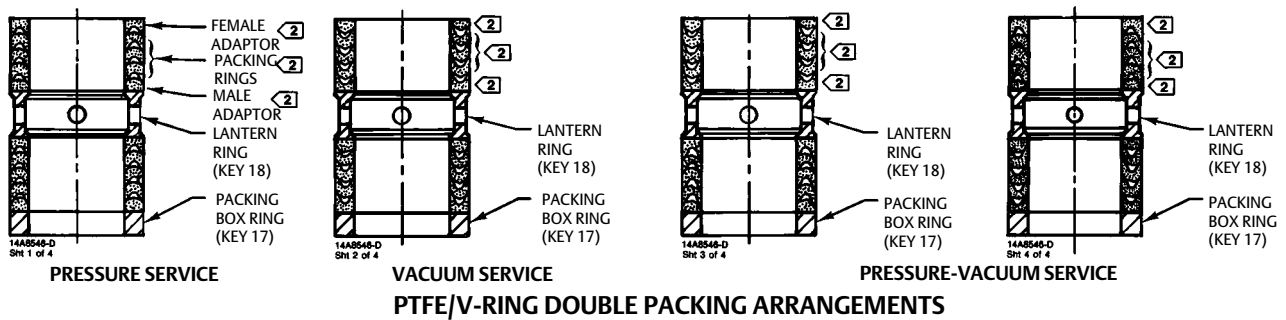 FEMALE 2
ADAPTOR
PACKING 2
RINGS
MALE 2
ADAPTOR
LANTERN
RING
(KEY 18)
PACKING
BOX RING
(KEY 17)
14A8546-D
Sht 1 of 4
PRESSURE SERVICE
2
2
2
LANTERN
RING
(KEY 18)
PACKING
BOX RING
(KEY 17)
14A8546-D
Sht 2 of 4
VACUUM SERVICE
2
2
2
LANTERN
RING
(KEY 18)
PACKING
BOX RING
(KEY 17)
14A8546-D
Sht 3 of 4
2
2
2
LANTERN
RING
(KEY 18)
PACKING
BOX RING
(KEY 17)
14A8546-D
Sht 4 of 4
PRESSURE-VACUUM SERVICE
PTFE/V-RING DOUBLE PACKING ARRANGEMENTS